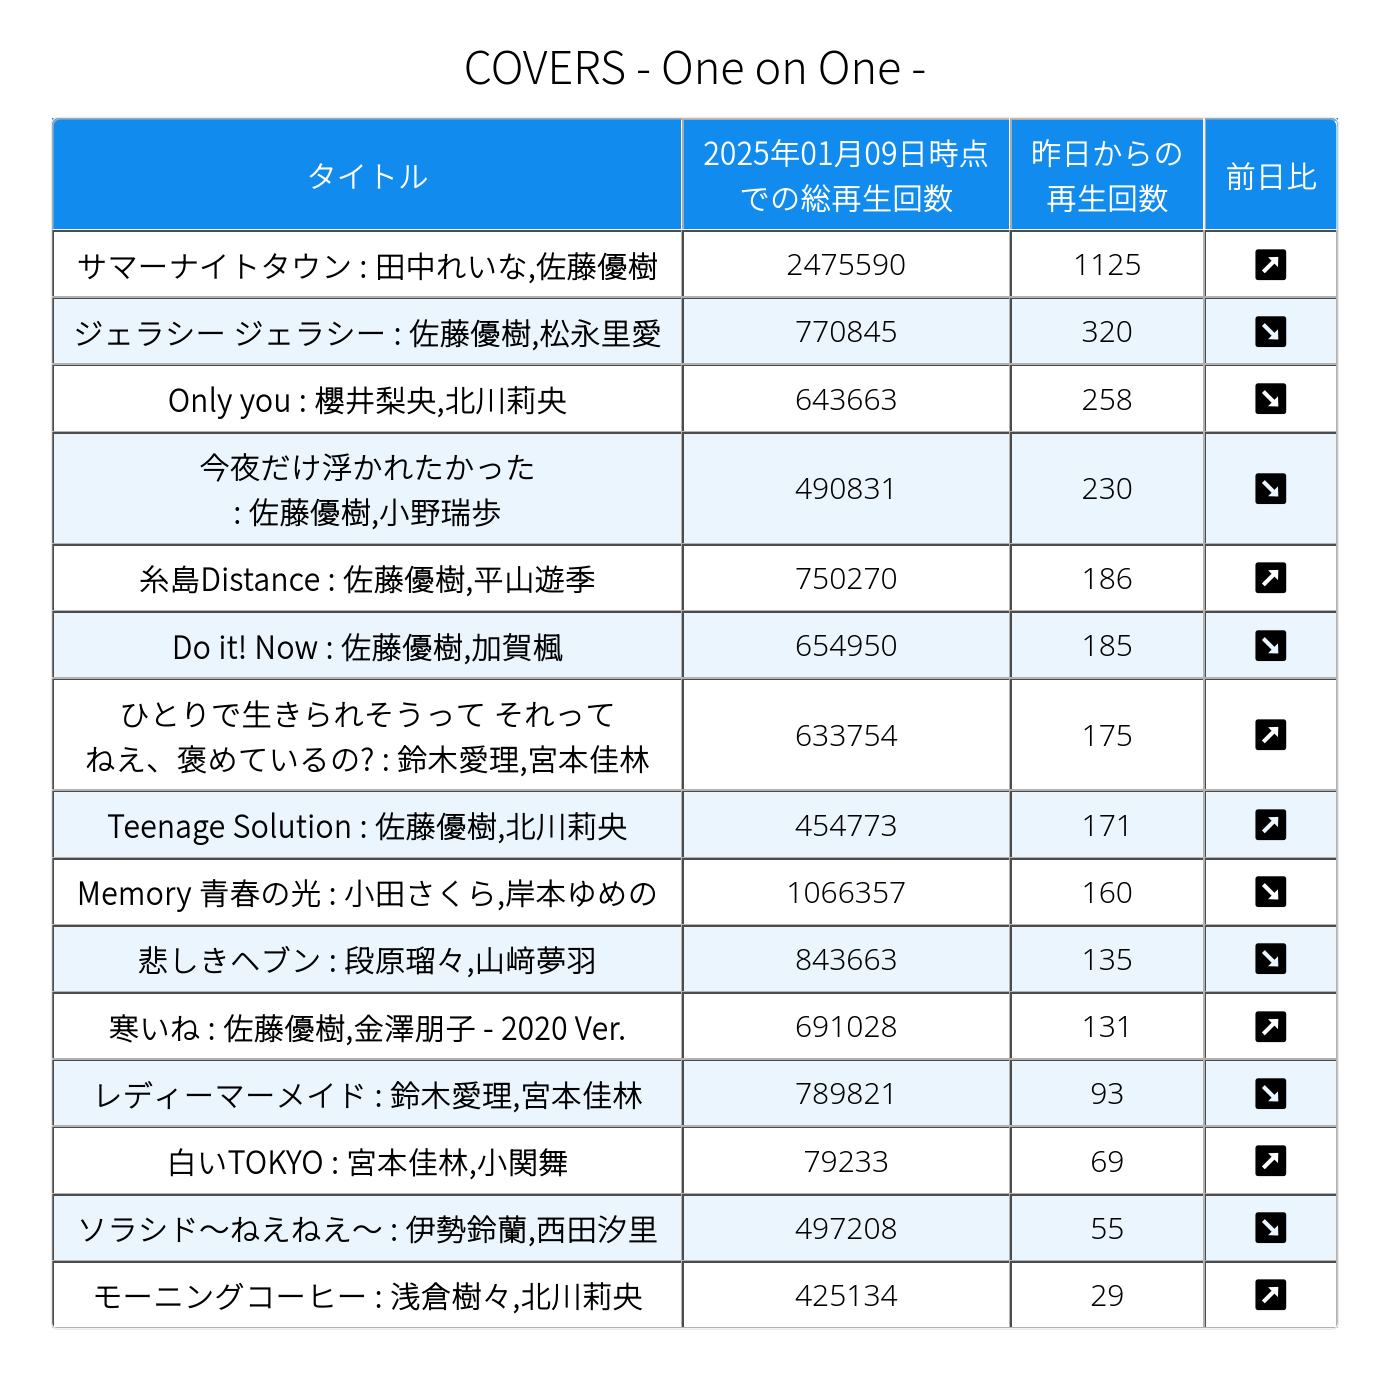 COVERS - One on One -
タイトル
2025年01月09日時点
での総再生回数
昨日からの
再生回数
前日比
サマーナイトタウン : 田中れいな,佐藤優樹 2475590 1125
ジェラシー ジェラシー : 佐藤優樹,松永里愛 770845 320
Only you : 櫻井梨央,北川莉央 643663 258
今夜だけ浮かれたかった
: 佐藤優樹,小野瑞歩 490831 230
糸島Distance : 佐藤優樹,平山遊季 750270 186
Do it! Now : 佐藤優樹,加賀楓 654950 185
ひとりで生きられそうって それって
ねえ、褒めているの? : 鈴木愛理,宮本佳林 633754 175
Teenage Solution : 佐藤優樹,北川莉央 454773 171
Memory 青春の光 : 小田さくら,岸本ゆめの 1066357 160
悲しきヘブン : 段原瑠々,山﨑夢羽 843663 135
寒いね : 佐藤優樹,金澤朋子 - 2020 Ver. 691028 131
レディーマーメイド : 鈴木愛理,宮本佳林 789821 93
白いTOKYO : 宮本佳林,小関舞 79233 69
ソラシド〜ねえねえ〜 : 伊勢鈴蘭,西田汐里 497208 55
モーニングコーヒー : 浅倉樹々,北川莉央 425134 29